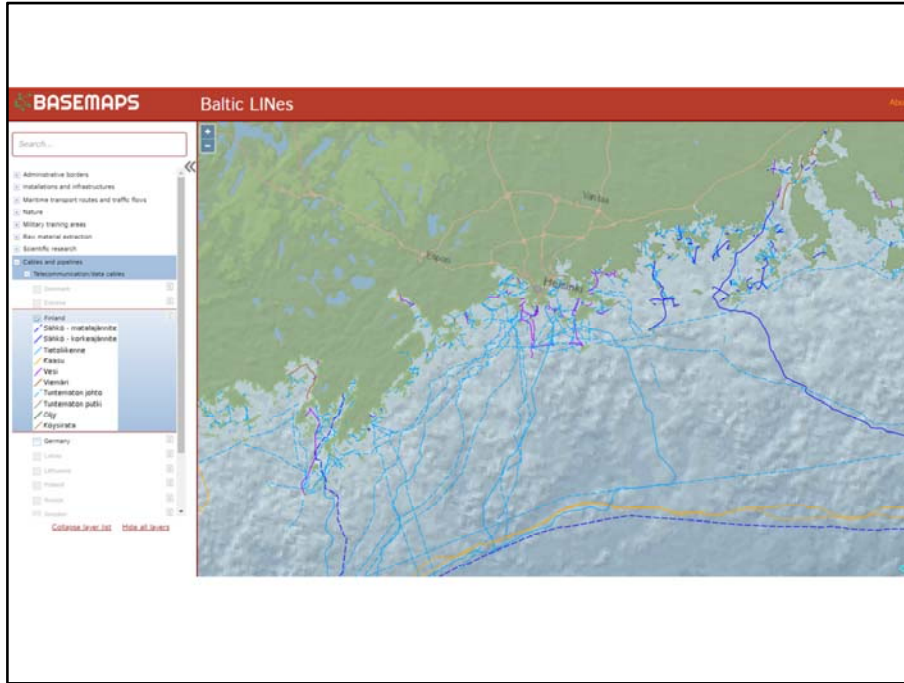 BASEMAPS
Baltic LINes
Abou
Search...
Administrative borders
Installations and infrastructures
Maritime transport routes and traffic flows
Nature
Military training areas
Raw material extraction
Scientific research
Cables and pipelines
Telecommunication/data cables
Denmark
Estonia
Finland
Sähkö - matalajännite
Sähkö - korkeajännite
Tietoliikenne
Kaasu
Vesi
Viemäri
Tuntematon johto
Tuntematon putki
Öljy
Köysirata
Germany
Latvia
Lithuania
Poland
Russia
Sweden
Collapse layer list Hide all layers
Vantaa
Espoo
Helsinki